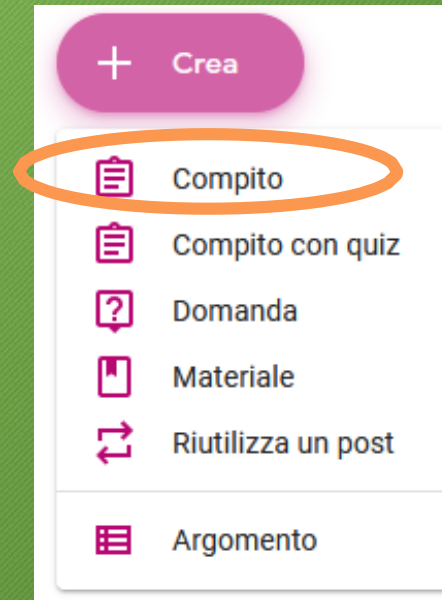 Crea
Compito
Compito con quiz
Domanda
Materiale
Riutilizza un post
Argomento